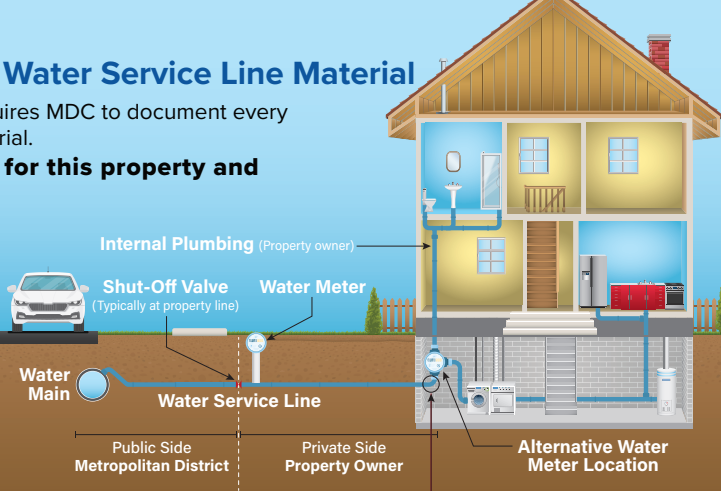 Water Service Line Material
uires MDC to document every
rial.
for this property and
Internal Plumbing (Property owner)
Shut-Off Valve
(Typically at property line)
Water Meter
Water
Main
Water Service Line
Public Side
Metropolitan District
Private Side
Property Owner
Alternative Water
Meter Location